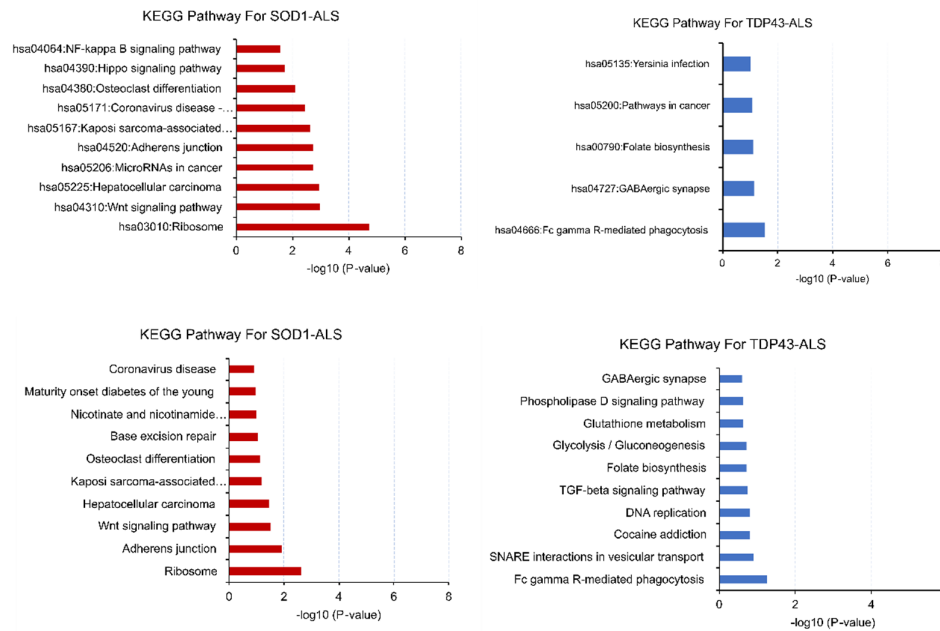 KEGG Pathway For SOD1-ALS
hsa04064:NF-kappa B signaling pathway
hsa04390:Hippo signaling pathway
hsa04380:Osteoclast differentiation
hsa05171:Coronavirus disease -...
hsa05167:Kaposi sarcoma-associated...
hsa04520:Adherens junction
hsa05206:MicroRNAs in cancer
hsa05225:Hepatocellular carcinoma
hsa04310:Wnt signaling pathway
hsa03010:Ribosome
0 2 4 6 8
-log10 (P-value)
KEGG Pathway For TDP43-ALS
hsa05135:Yersinia infection
hsa05200:Pathways in cancer
hsa00790:Folate biosynthesis
hsa04727:GABAergic synapse
hsa04666:Fc gamma R-mediated phagocytosis
0 2 4 6
-log10 (P-value)
KEGG Pathway For SOD1-ALS
Coronavirus disease
Maturity onset diabetes of the young
Nicotinate and nicotinamide...
Base excision repair
Osteoclast differentiation
Kaposi sarcoma-associated...
Hepatocellular carcinoma
Wnt signaling pathway
Adherens junction
Ribosome
0 2 4 6 8
-log10 (P-value)
KEGG Pathway For TDP43-ALS
GABAergic synapse
Phospholipase D signaling pathway
Glutathione metabolism
Glycolysis / Gluconeogenesis
Folate biosynthesis
TGF-beta signaling pathway
DNA replication
Cocaine addiction
SNARE interactions in vesicular transport
Fc gamma R-mediated phagocytosis
0 2 4
-log10 (P-value)